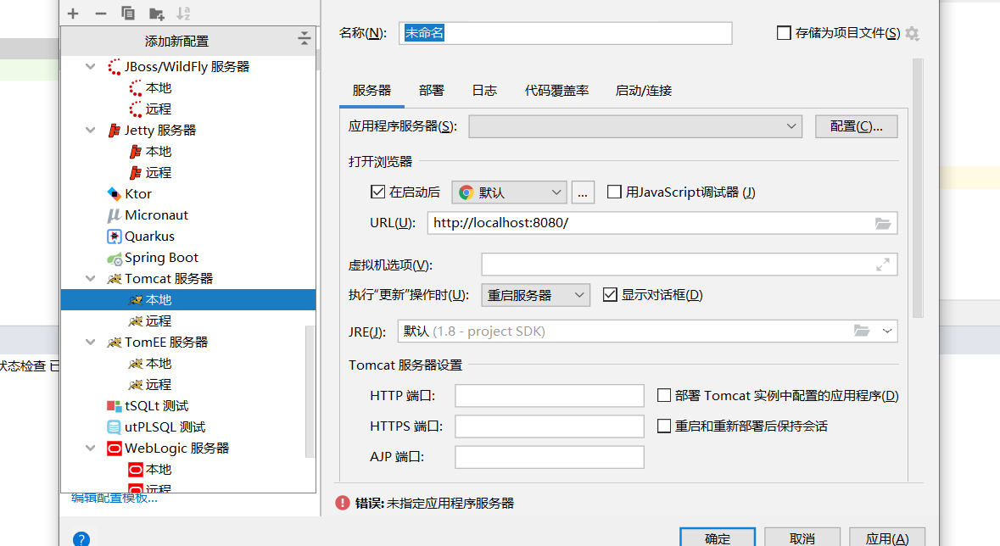 添加新配置
JBoss/WildFly 服务器
本地
远程
Jetty 服务器
本地
远程
Ktor
Micronaut
Quarkus
Spring Boot
Tomcat 服务器
本地
远程
TomEE 服务器
本地
远程
tSQLt 测试
utPLSQL 测试
WebLogic 服务器
本地
远程
编辑配置模板...
状态检查 已
?
名称(N):
未命名
存储为项目文件(S)
服务器 部署 日志 代码覆盖率 启动/连接
应用程序服务器(S):
配置(C)...
打开浏览器
在启动后 默认 ... 用JavaScript调试器 (J)
URL(U): http://localhost:8080/
虚拟机选项(V):
执行“更新”操作时(U): 重启服务器 显示对话框(D)
JRE(J): 默认 (1.8 - project SDK)
Tomcat 服务器设置
HTTP 端口: 部署 Tomcat 实例中配置的应用程序(D)
HTTPS 端口: 重启和重新部署后保持会话
AJP 端口:
错误: 未指定应用程序服务器
确定 取消 应用(A)